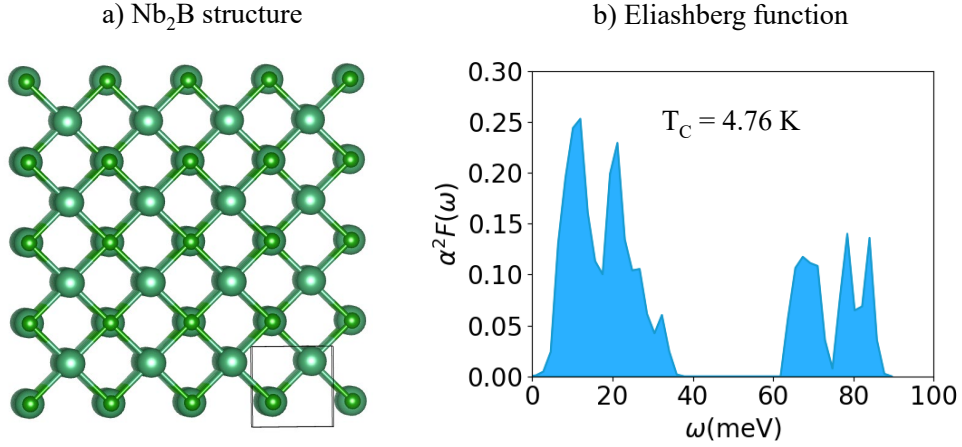 a) Nb₂B structure
b) Eliashberg function
0.30
0.25
0.20
0.15
0.10
0.05
0.00
α²F(ω)
T_C = 4.76 K
0 20 40 60 80 100
ω(meV)